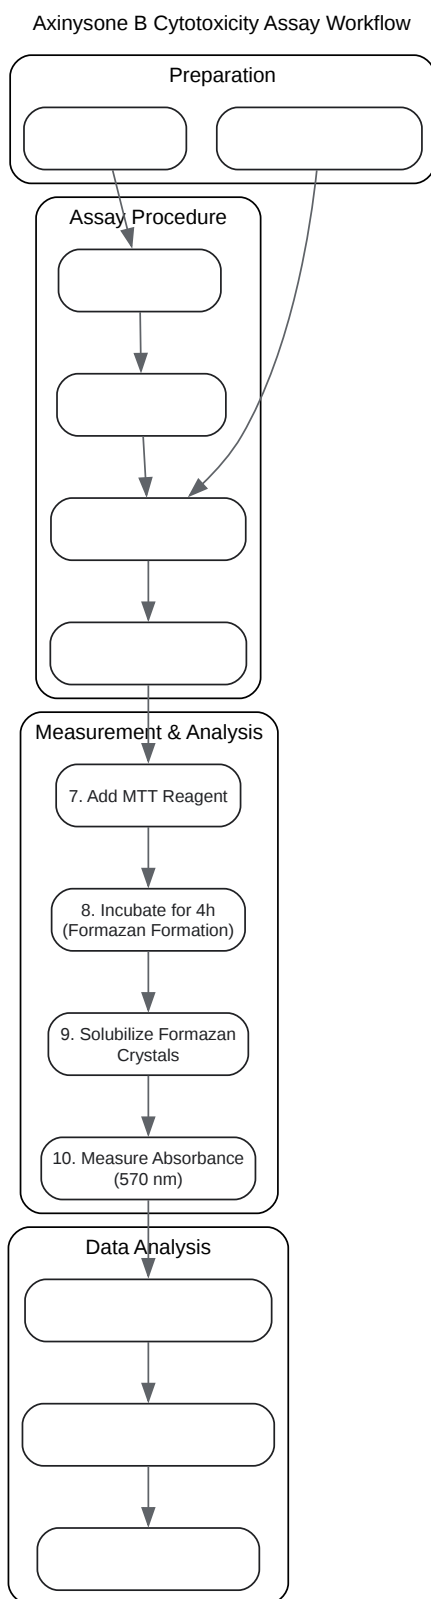 Axinysone B Cytotoxicity Assay Workflow
Preparation
Assay Procedure
Measurement & Analysis
7. Add MTT Reagent
8. Incubate for 4h
(Formazan Formation)
9. Solubilize Formazan
Crystals
10. Measure Absorbance
(570 nm)
Data Analysis